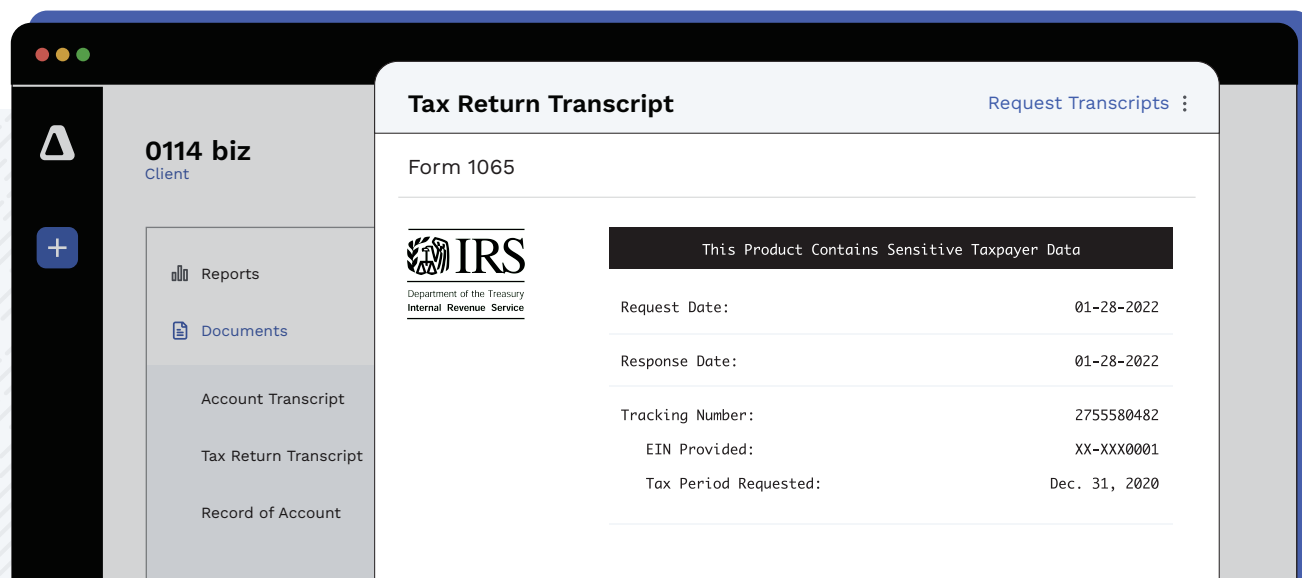 0114 biz
Client
Reports
Documents
Account Transcript
Tax Return Transcript
Record of Account
Tax Return Transcript
Request Transcripts
Form 1065
IRS
Department of the Treasury
Internal Revenue Service
This Product Contains Sensitive Taxpayer Data
Request Date: 01-28-2022
Response Date: 01-28-2022
Tracking Number: 2755580482
EIN Provided: XX-XXX0001
Tax Period Requested: Dec. 31, 2020